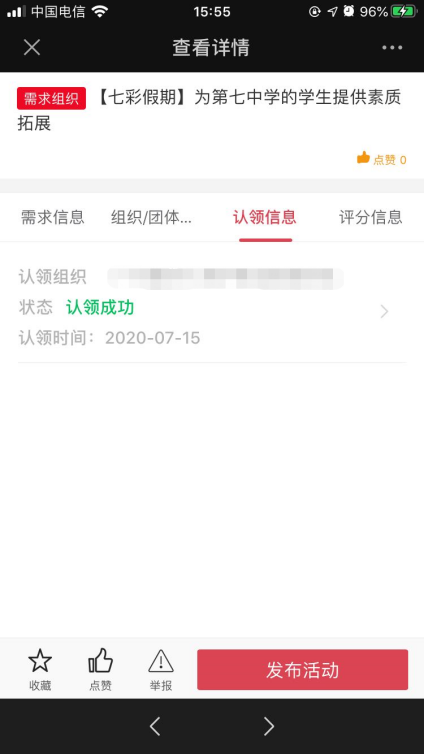 中国电信 15:55 96%
查看详情
需求组织 【七彩假期】为第七中学的学生提供素质
拓展
点赞 0
需求信息 组织/团体... 认领信息 评分信息
认领组织
状态 认领成功
认领时间：2020-07-15
收藏 点赞 举报 发布活动